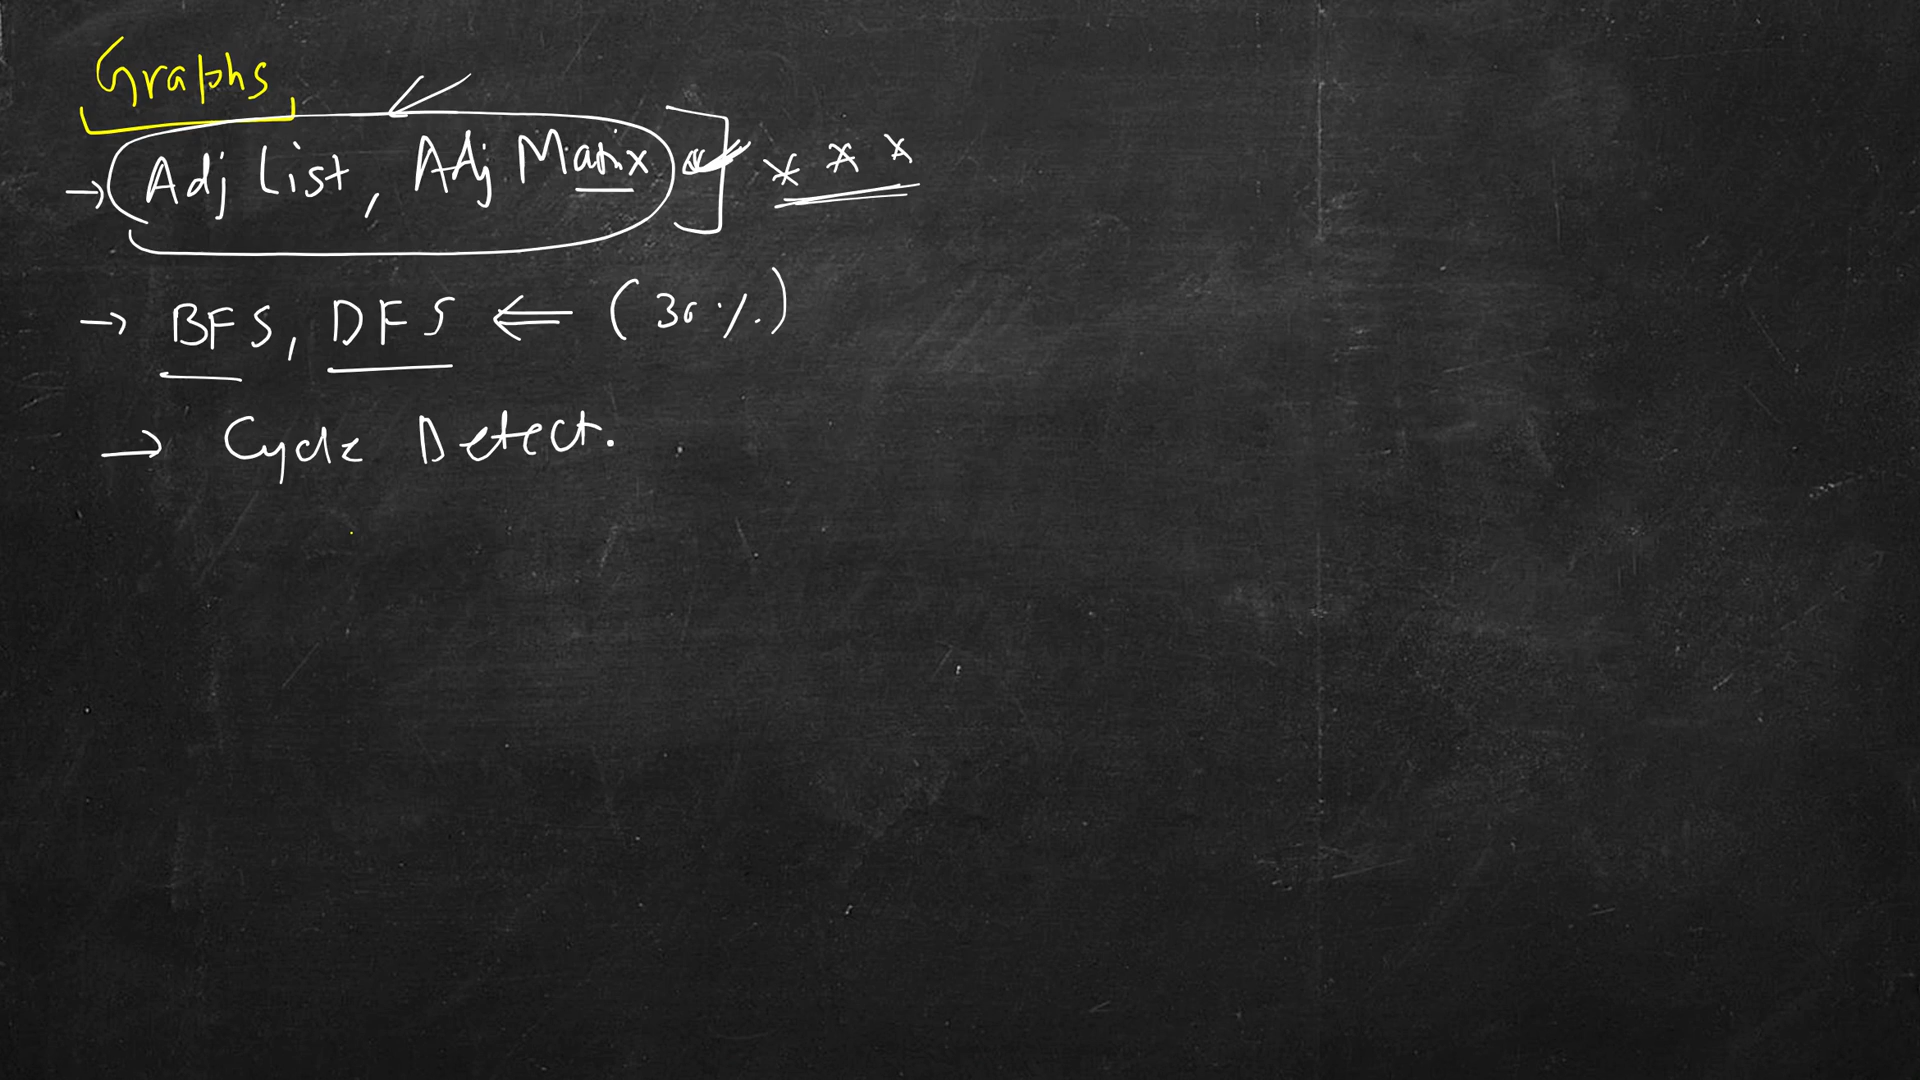 Graphs
→ Adj List, Adj. Matrix ***
→ BFS, DFS ⇐ (30%)
→ Cycle Detect.